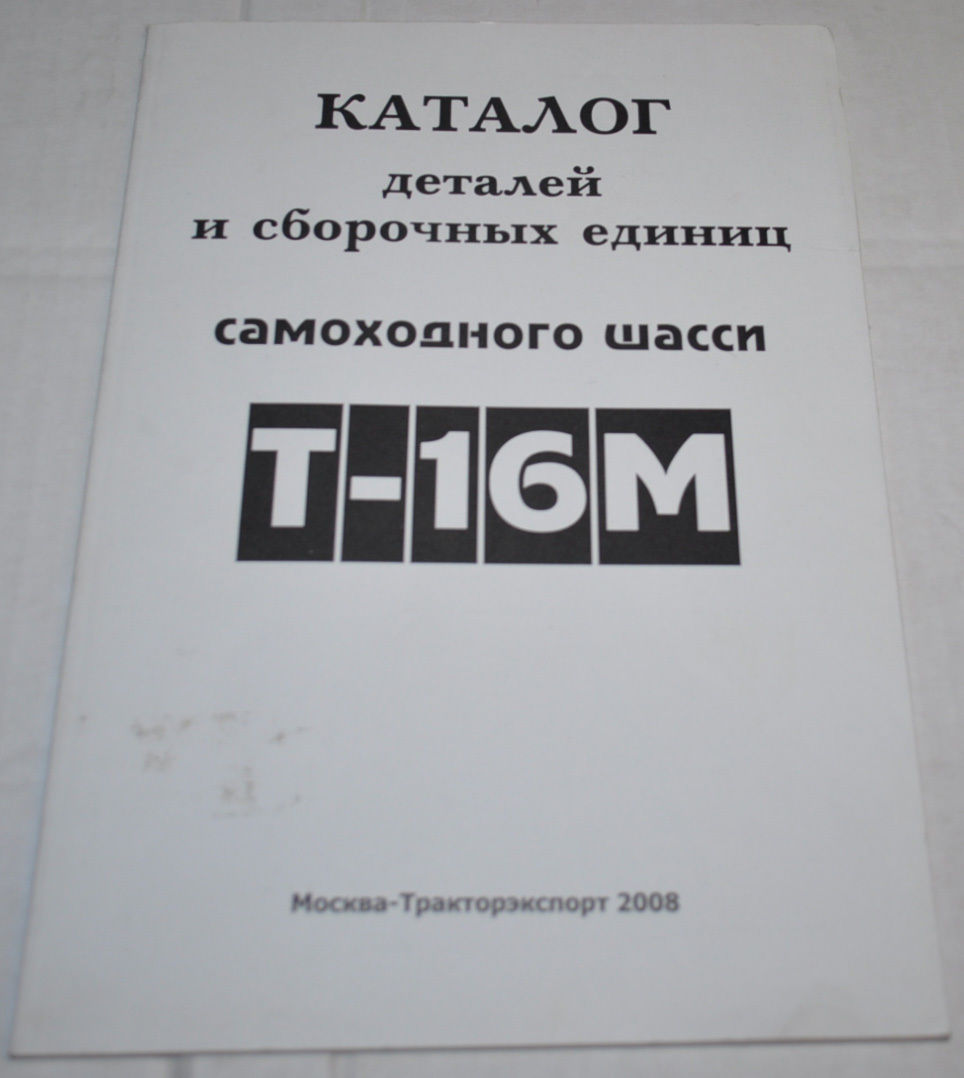 КАТАЛОГ
деталей
и сборочных единиц
самоходного шасси
Т-16М
Москва-Тракторэкспорт 2008